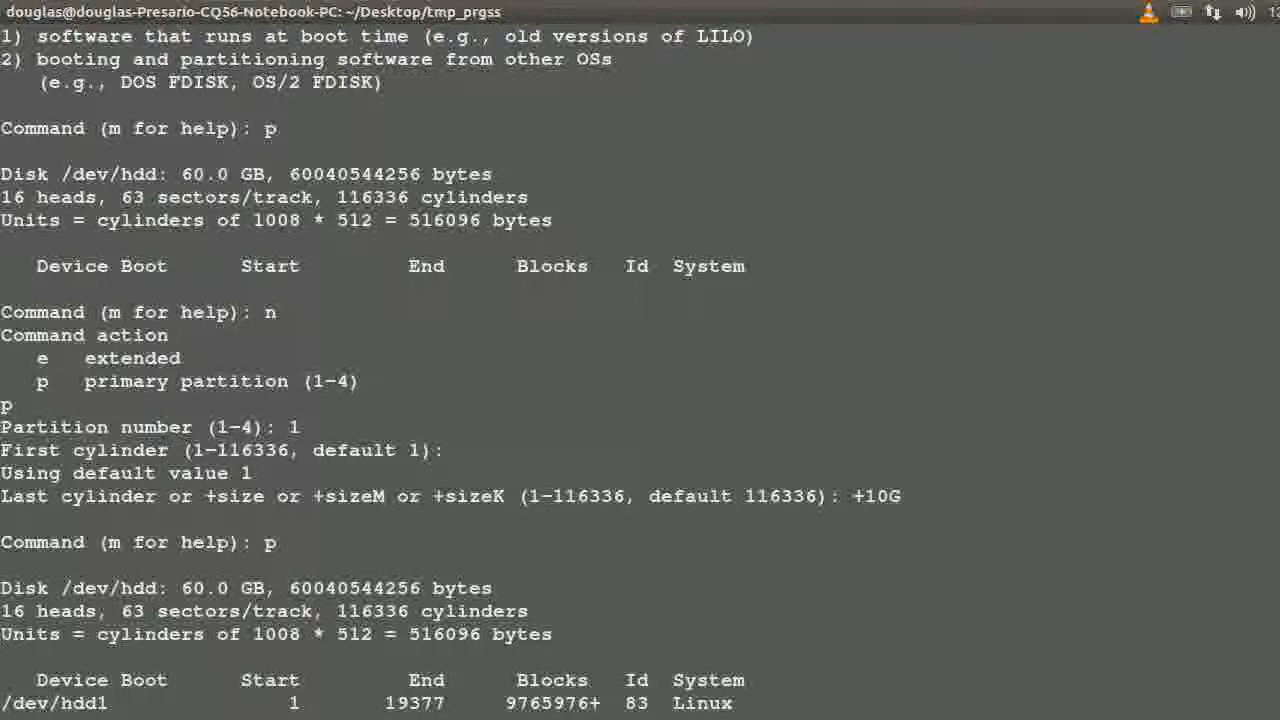 douglas@douglas-Presario-CQ56-Notebook-PC: ~/Desktop/tmp_prgss
1) software that runs at boot time (e.g., old versions of LILO)
2) booting and partitioning software from other OSs
(e.g., DOS FDISK, OS/2 FDISK)
Command (m for help): p
Disk /dev/hdd: 60.0 GB, 60040544256 bytes
16 heads, 63 sectors/track, 116336 cylinders
Units = cylinders of 1008 * 512 = 516096 bytes
Device Boot Start End Blocks Id System
Command (m for help): n
Command action
e extended
p primary partition (1-4)
p
Partition number (1-4): 1
First cylinder (1-116336, default 1):
Using default value 1
Last cylinder or +size or +sizeM or +sizeK (1-116336, default 116336): +10G
Command (m for help): p
Disk /dev/hdd: 60.0 GB, 60040544256 bytes
16 heads, 63 sectors/track, 116336 cylinders
Units = cylinders of 1008 * 512 = 516096 bytes
Device Boot Start End Blocks Id System
/dev/hdd1 1 19377 9765976+ 83 Linux